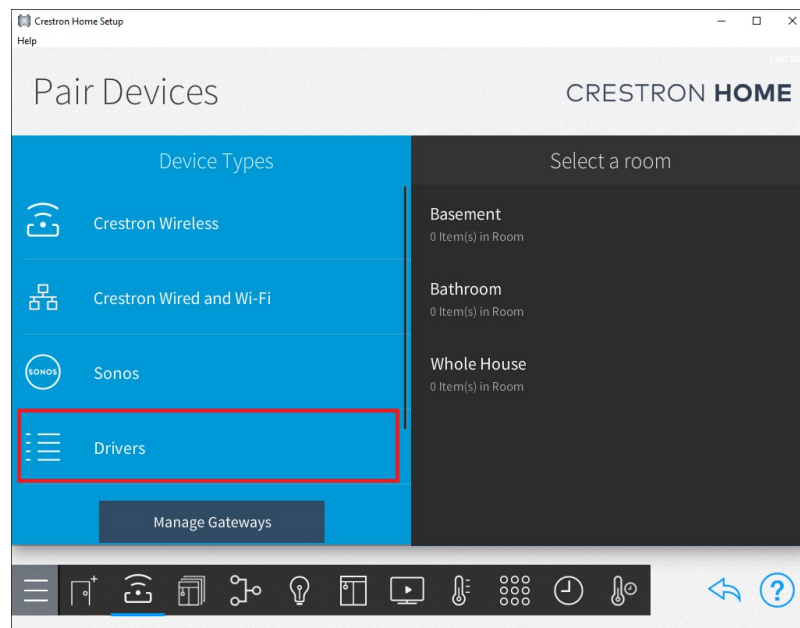 Crestron Home Setup
Help
Pair Devices
CRESTRON HOME
Device Types
Select a room
Crestron Wireless
Basement
0 Item(s) in Room
Crestron Wired and Wi-Fi
Bathroom
0 Item(s) in Room
SONOS
Sonos
Whole House
0 Item(s) in Room
Drivers
Manage Gateways
?